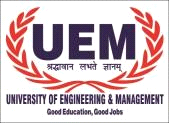 UEM
श्रद्धावान लभते ज्ञानम्
UNIVERSITY OF ENGINEERING & MANAGEMENT
Good Education, Good Jobs